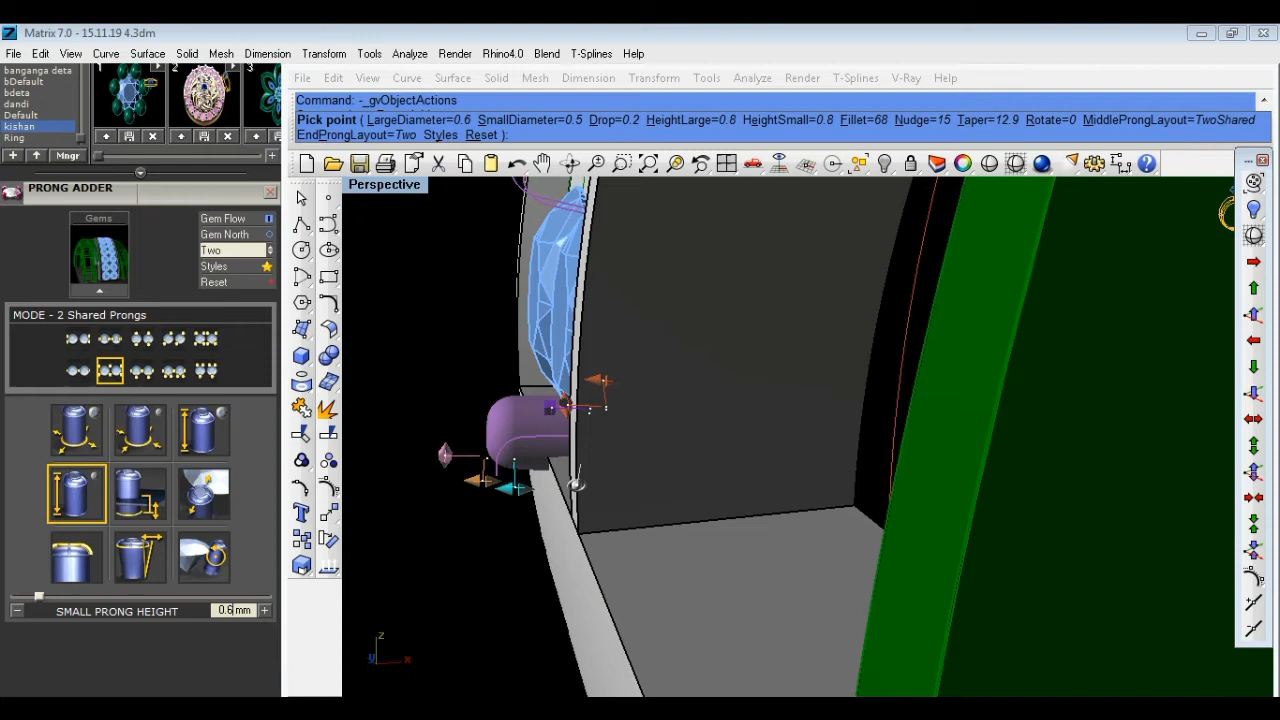 Matrix 7.0 - 15.11.19 4.3dm
File Edit View Curve Surface Solid Mesh Dimension Transform Tools Analyze Render Rhino4.0 Blend T-Splines Help
banganga deta
bDefault
bdeta
dandi
Default
kishan
Ring
1 2 3
Mngr
File Edit View Curve Surface Solid Mesh Dimension Transform Tools Analyze Render T-Splines V-Ray Help
Command: -_gvObjectActions
Pick point ( LargeDiameter=0.6 SmallDiameter=0.5 Drop=0.2 HeightLarge=0.8 HeightSmall=0.8 Fillet=68 Nudge=15 Taper=12.9 Rotate=0 MiddleProngLayout=TwoShared
EndProngLayout=Two Styles Reset ):
Perspective
PRONG ADDER
Gems
Gem Flow
Gem North
Two
Styles
Reset
MODE - 2 Shared Prongs
SMALL PRONG HEIGHT 0.6 mm
z
y x